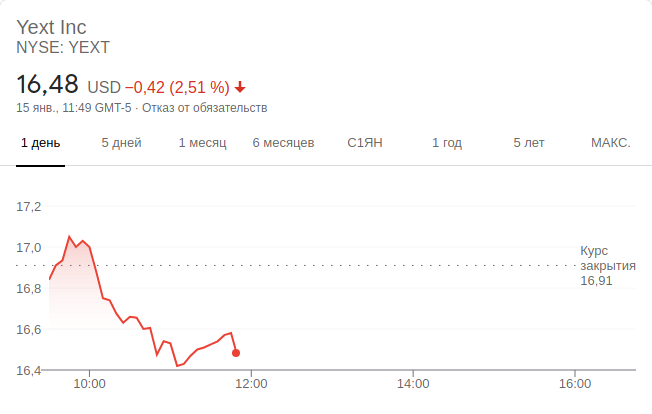 Yext Inc
NYSE: YEXT
16,48 USD −0,42 (2,51 %)
15 янв., 11:49 GMT-5 · Отказ от обязательств
1 день 5 дней 1 месяц 6 месяцев С1ЯН 1 год 5 лет МАКС.
17,2
17,0
Курс
закрытия
16,91
16,8
16,6
16,4
10:00 12:00 14:00 16:00